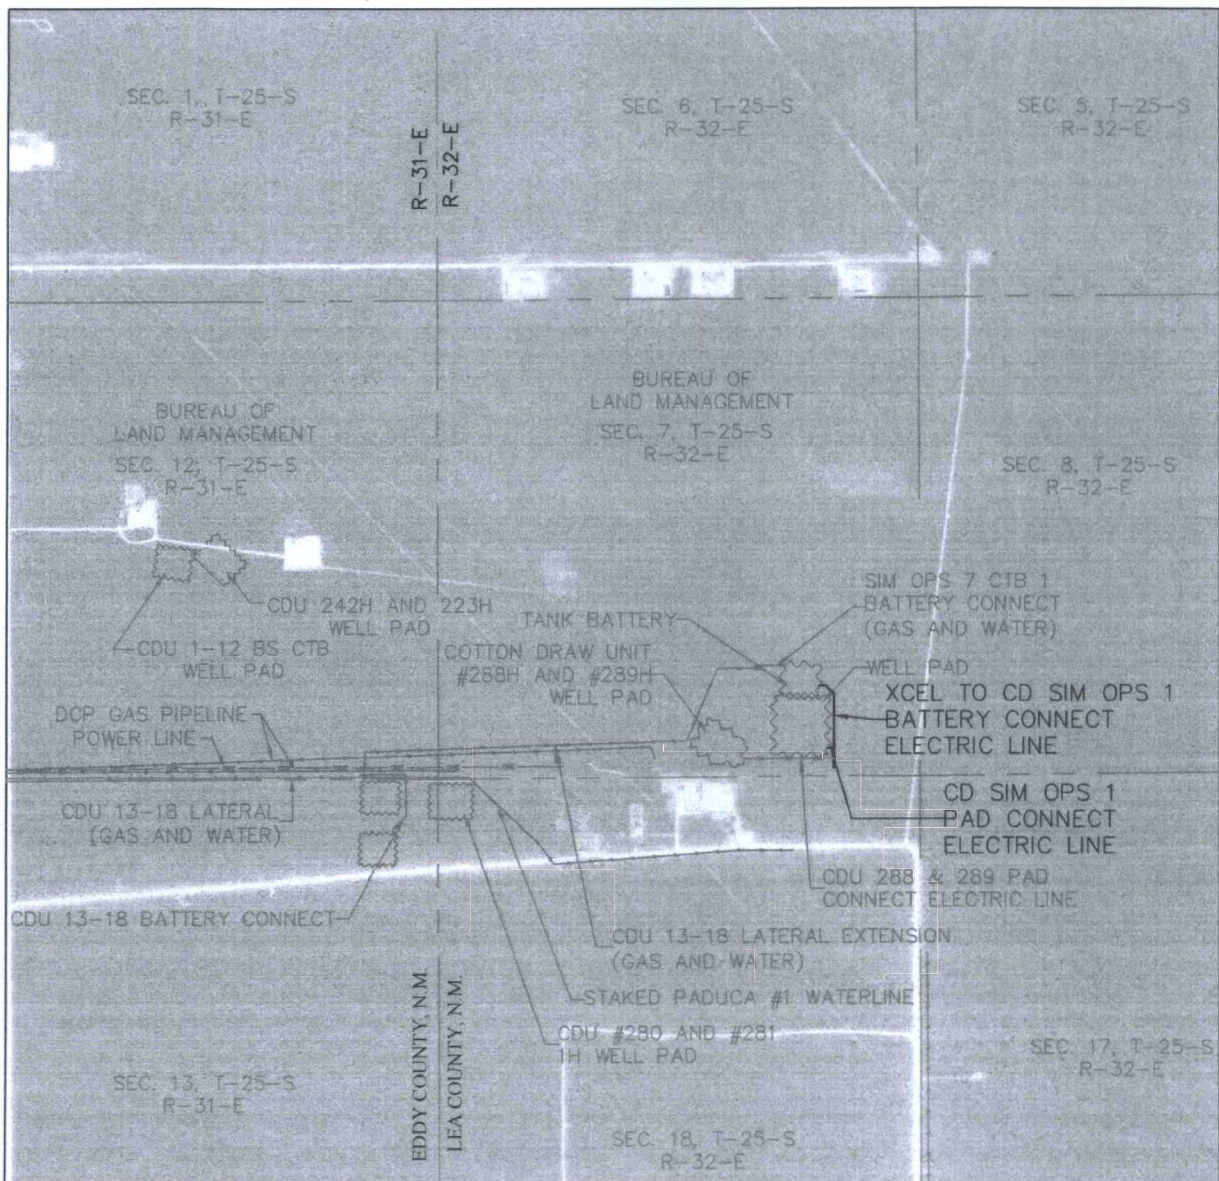 SEC. 1, T-25-S
R-31-E
R-31-E
R-32-E
SEC. 6, T-25-S
R-32-E
SEC. 5, T-25-S
R-32-E
BUREAU OF
LAND MANAGEMENT
SEC. 12, T-25-S
R-31-E
BUREAU OF
LAND MANAGEMENT
SEC. 7, T-25-S
R-32-E
SEC. 8, T-25-S
R-32-E
CDU 242H AND 223H
WELL PAD
CDU 1-12 BS CTB
WELL PAD
TANK BATTERY
SIM OPS 7 CTB 1
BATTERY CONNECT
(GAS AND WATER)
COTTON DRAW UNIT
#288H AND #289H
WELL PAD
WELL PAD
XCEL TO CD SIM OPS 1
BATTERY CONNECT
ELECTRIC LINE
DCP GAS PIPELINE
POWER LINE
CDU 13-18 LATERAL
(GAS AND WATER)
CD SIM OPS 1
PAD CONNECT
ELECTRIC LINE
CDU 288 & 289 PAD
CONNECT ELECTRIC LINE
CDU 13-18 BATTERY CONNECT
CDU 13-18 LATERAL EXTENSION
(GAS AND WATER)
STAKED PADUCA #1 WATERLINE
CDU #280 AND #281
1H WELL PAD
EDDY COUNTY, N.M.
LEA COUNTY, N.M.
SEC. 13, T-25-S
R-31-E
SEC. 17, T-25-S
R-32-E
SEC. 18, T-25-S
R-32-E